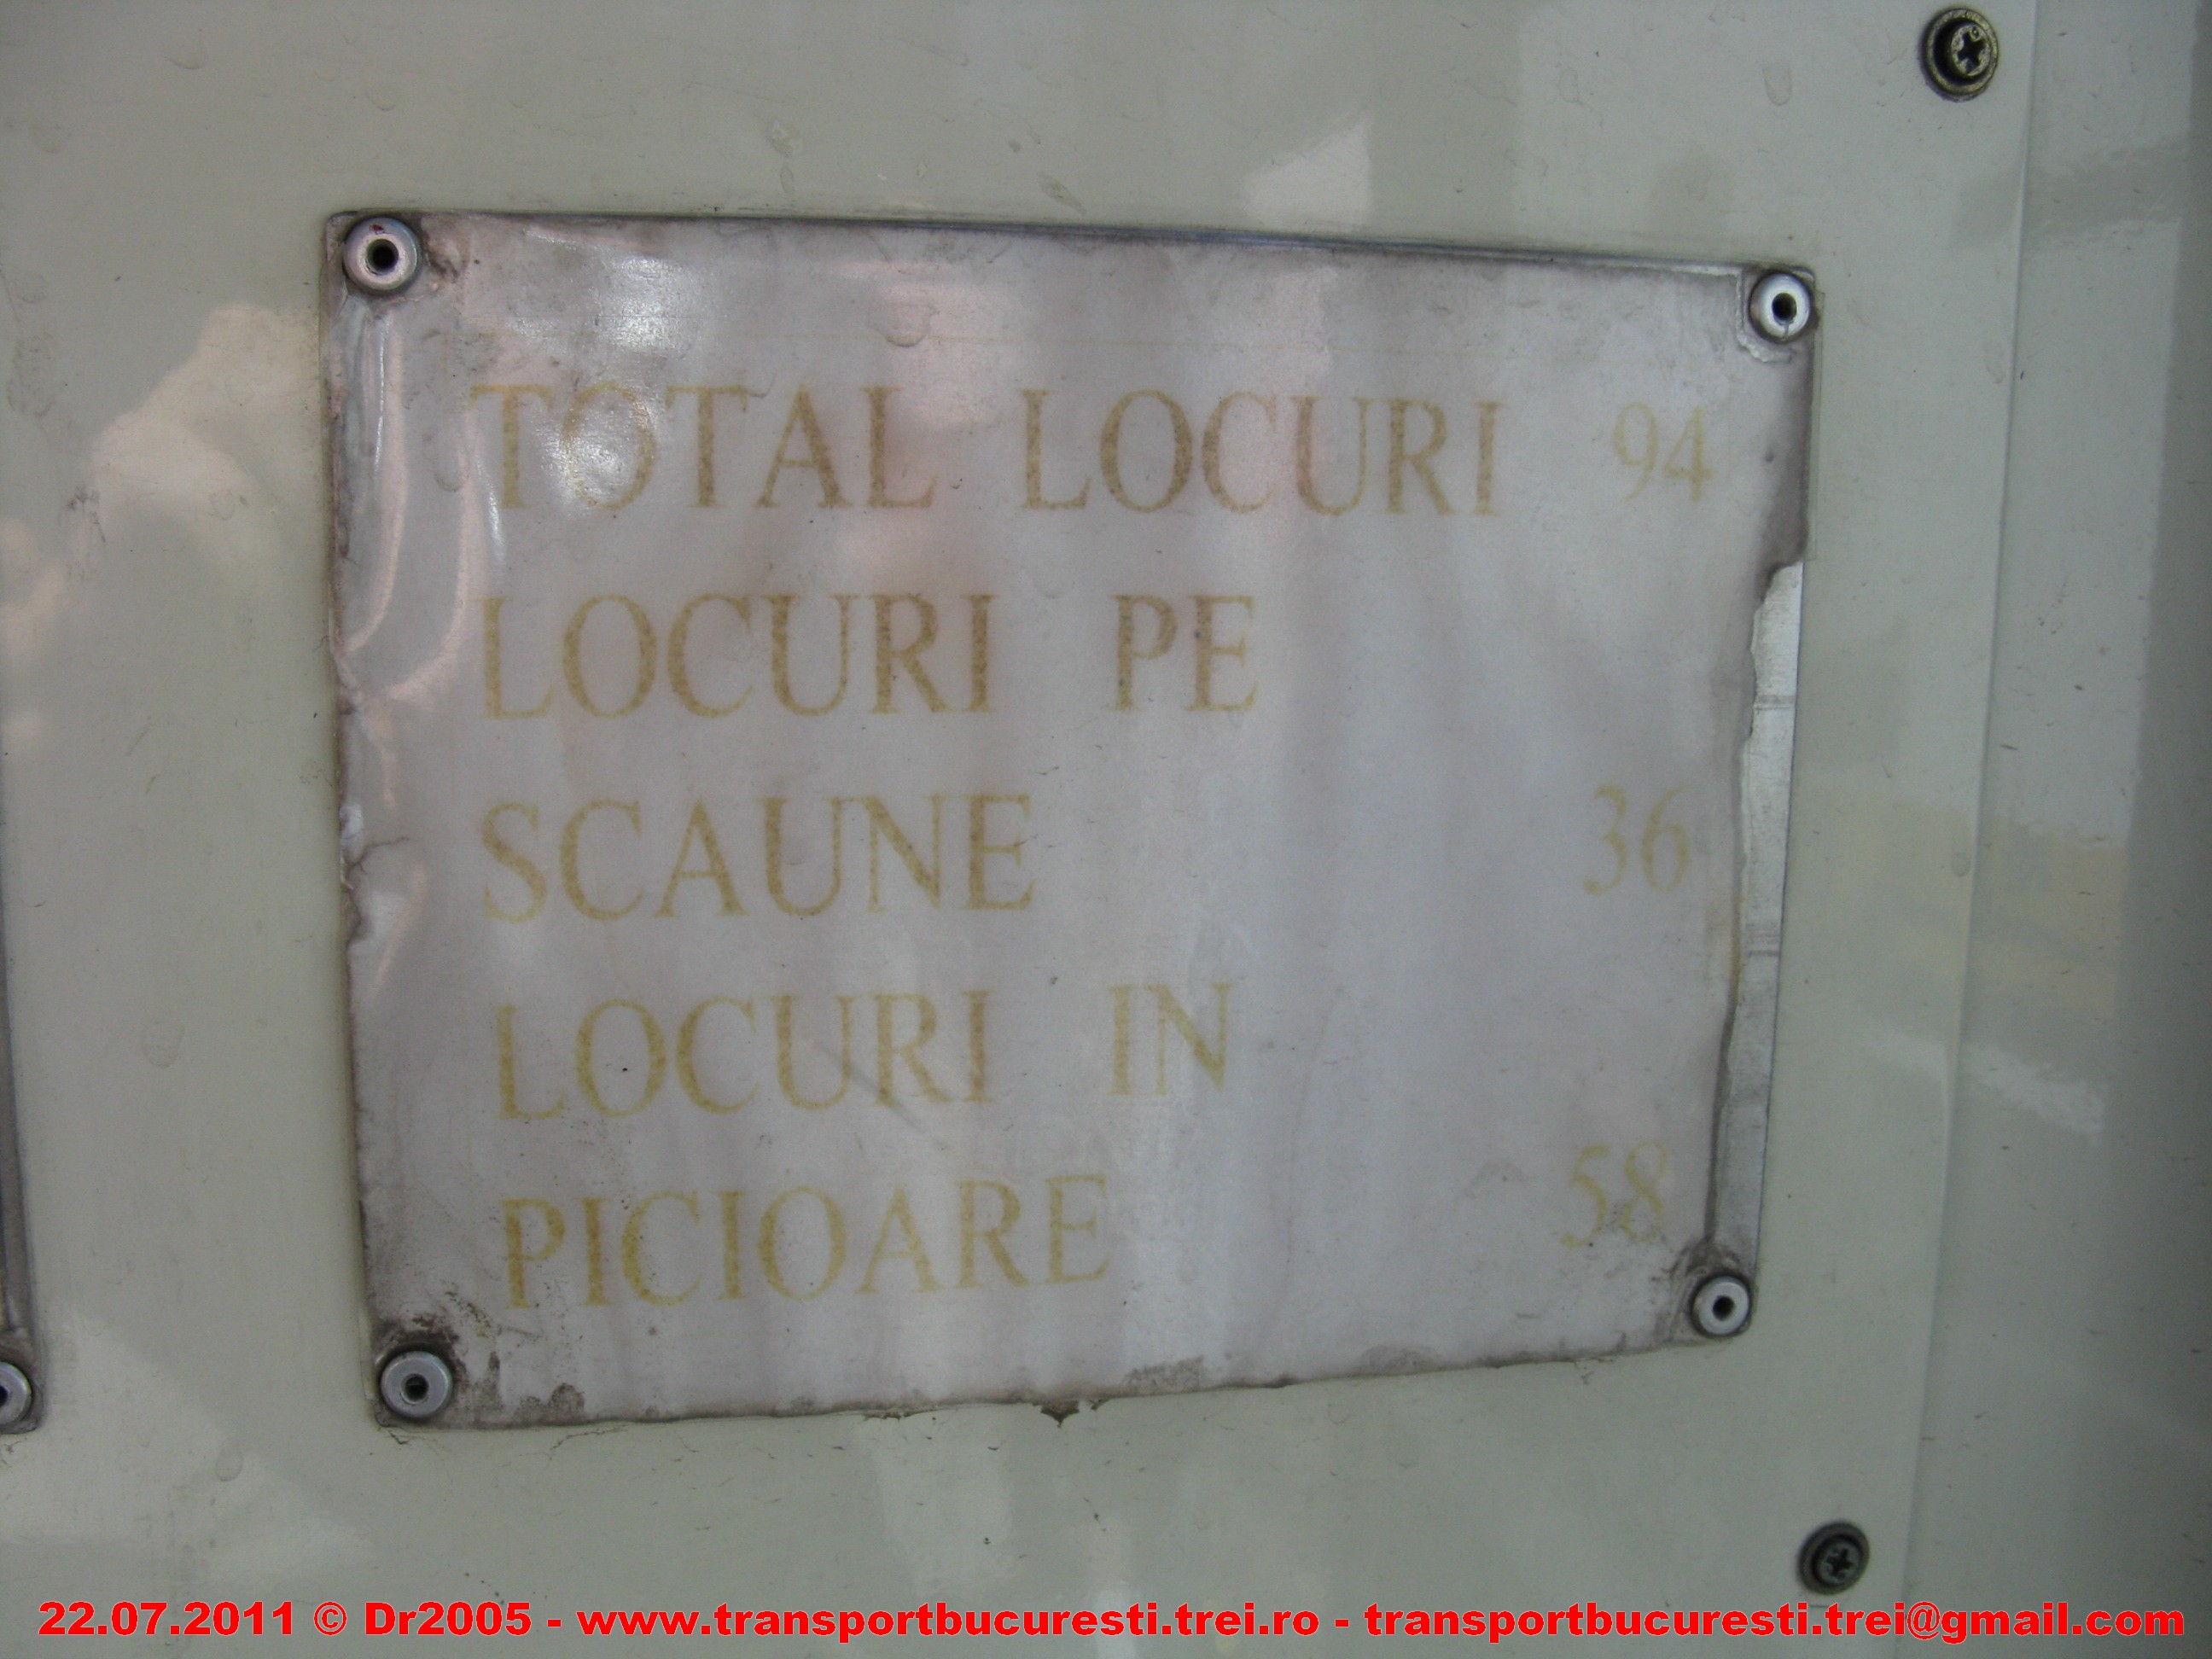 TOTAL LOCURI 94
LOCURI PE
SCAUNE 36
LOCURI IN
PICIOARE 58
22.07.2011 © Dr2005 - www.transportbucuresti.trei.ro - transportbucuresti.trei@gmail.com